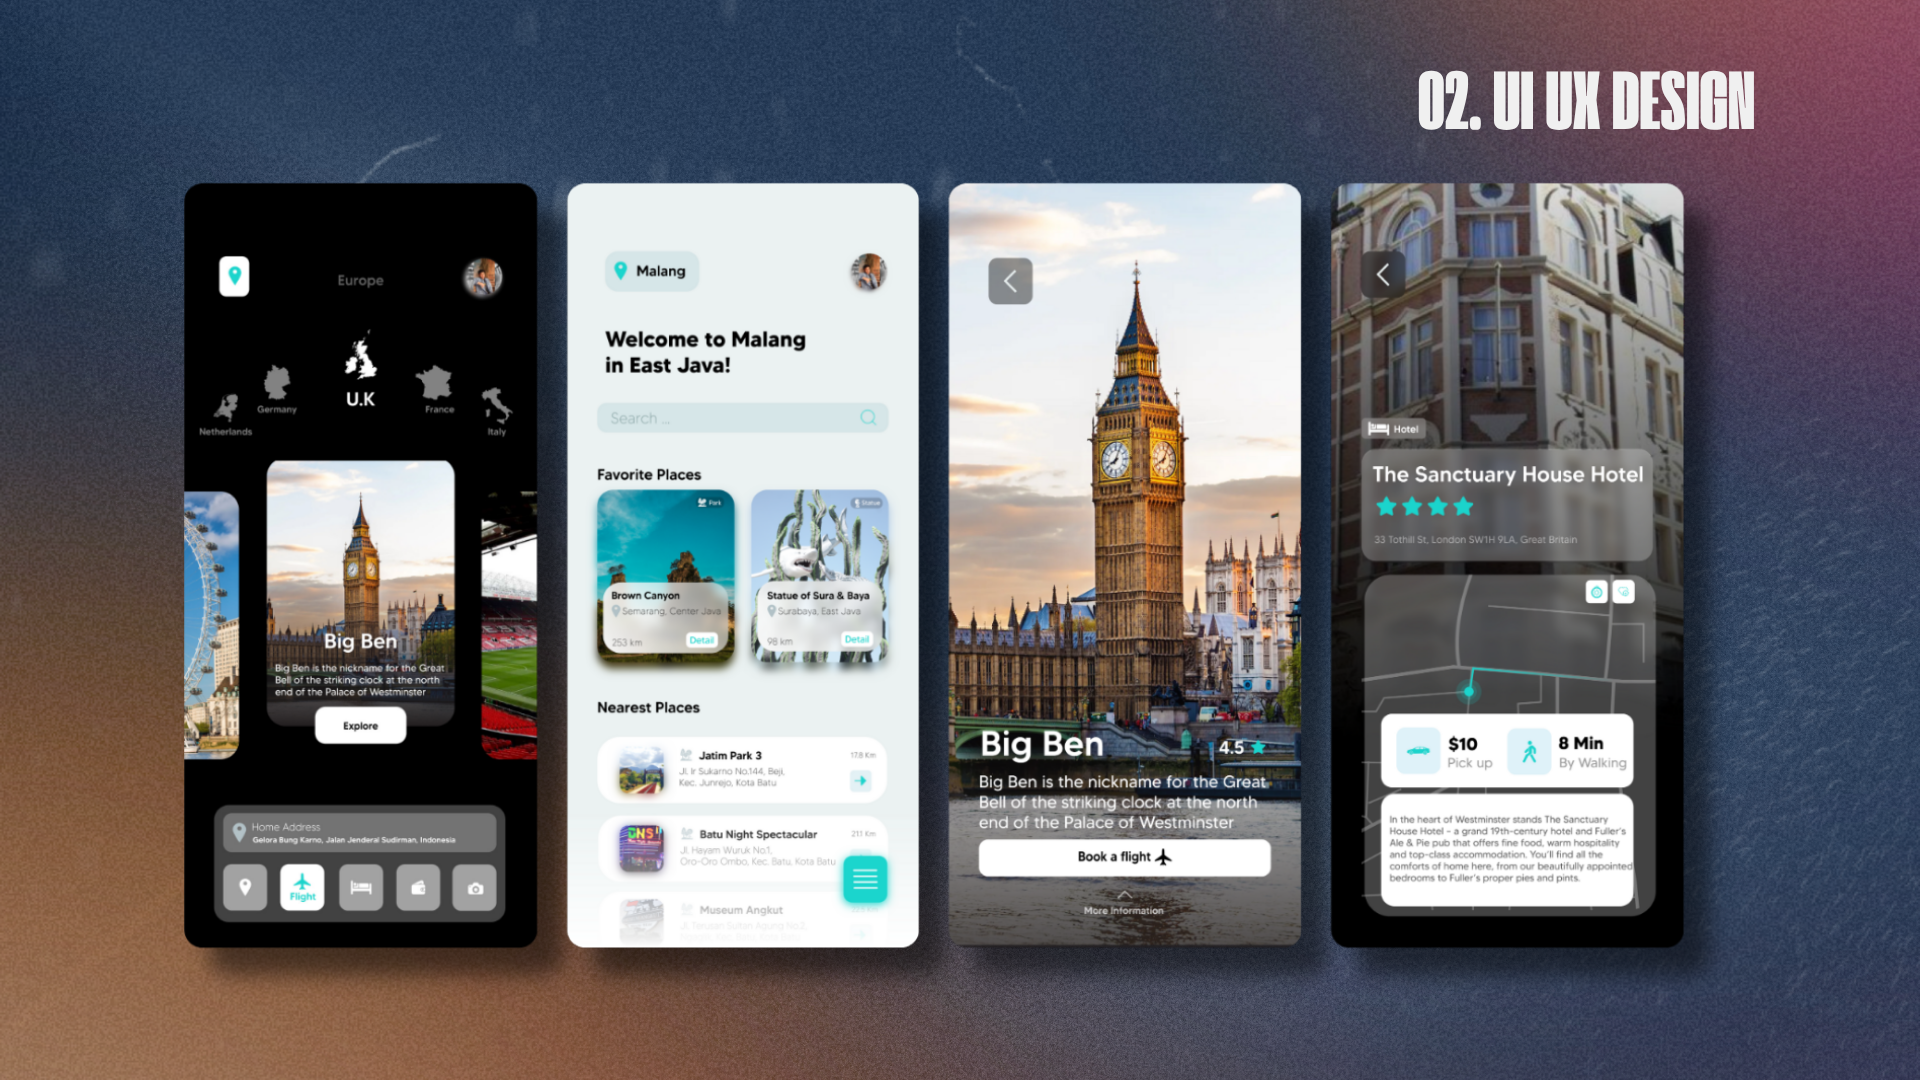 02. UI UX DESIGN
Europe
U.K
Germany
France
Netherlands
Italy
Big Ben
Big Ben is the nickname for the Great
Bell of the striking clock at the north
end of the Palace of Westminster
Explore
Home Address
Gelora Bung Karno, Jalan Jenderal Sudirman, Indonesia
Flight
Malang
Welcome to Malang
in East Java!
Search ...
Favorite Places
Park
Brown Canyon
Semarang, Center Java
253 km
Detail
Statue
Statue of Sura & Baya
Surabaya, East Java
98 km
Detail
Nearest Places
Jatim Park 3
17.8 Km
Jl. Ir Sukarno No.144, Beji,
Kec. Junrejo, Kota Batu
Batu Night Spectacular
21.1 Km
Jl. Hayam Wuruk No.1,
Oro-Oro Ombo, Kec. Batu, Kota Batu
Museum Angkut
Jl. Terusan Sultan Agung No.2,
Big Ben
4.5
Big Ben is the nickname for the Great
Bell of the striking clock at the north
end of the Palace of Westminster
Book a flight
More Information
Hotel
The Sanctuary House Hotel
33 Tothill St, London SW1H 9LA, Great Britain
$10
Pick up
8 Min
By Walking
In the heart of Westminster stands The Sanctuary
House Hotel – a grand 19th-century hotel and Fuller's
Ale & Pie pub that offers fine food, warm hospitality
and top-class accommodation. You'll find all the
comforts of home here, from our beautifully appointed
bedrooms to Fuller's proper pies and pints.